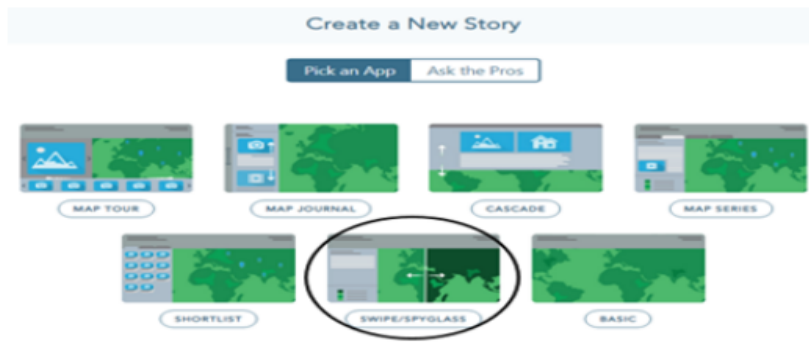 Create a New Story
Pick an App Ask the Pros
MAP TOUR MAP JOURNAL CASCADE MAP SERIES
SHORTLIST SWIPE/SPYGLASS BASIC